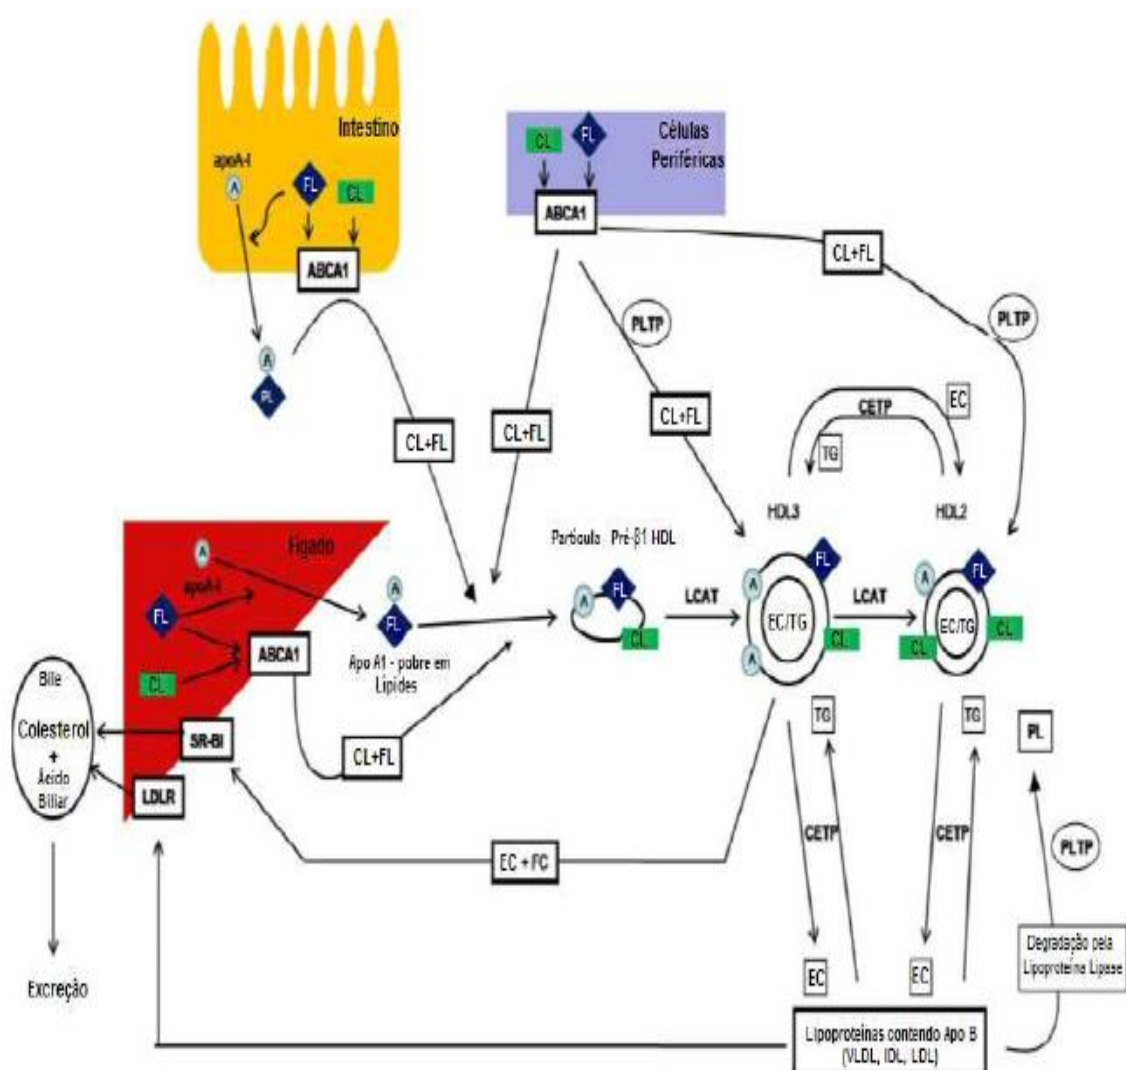 Intestino
apoA-I
A
FL
CL
ABCA1
A
PL
CL
FL
Células
Periféricas
ABCA1
CL+FL
PLTP
PLTP
CL+FL
CL+FL
CL+FL
CETP
EC
TG
HDL3
HDL2
Fígado
A
apoA-I
FL
CL
ABCA1
SR-BI
LDLR
A
FL
Apo A1 - pobre em
Lípides
CL+FL
Partícula Pré-β1 HDL
A
FL
CL
LCAT
A
A
FL
CL
EC/TG
LCAT
A
FL
CL
CL
EC/TG
Bile
Colesterol
+
Ácido
Biliar
Excreção
EC + FC
TG
TG
PL
CETP
CETP
PLTP
EC
EC
Degradação pela
Lipoproteína Lipase
Lipoproteínas contendo Apo B
(VLDL, IDL, LDL)